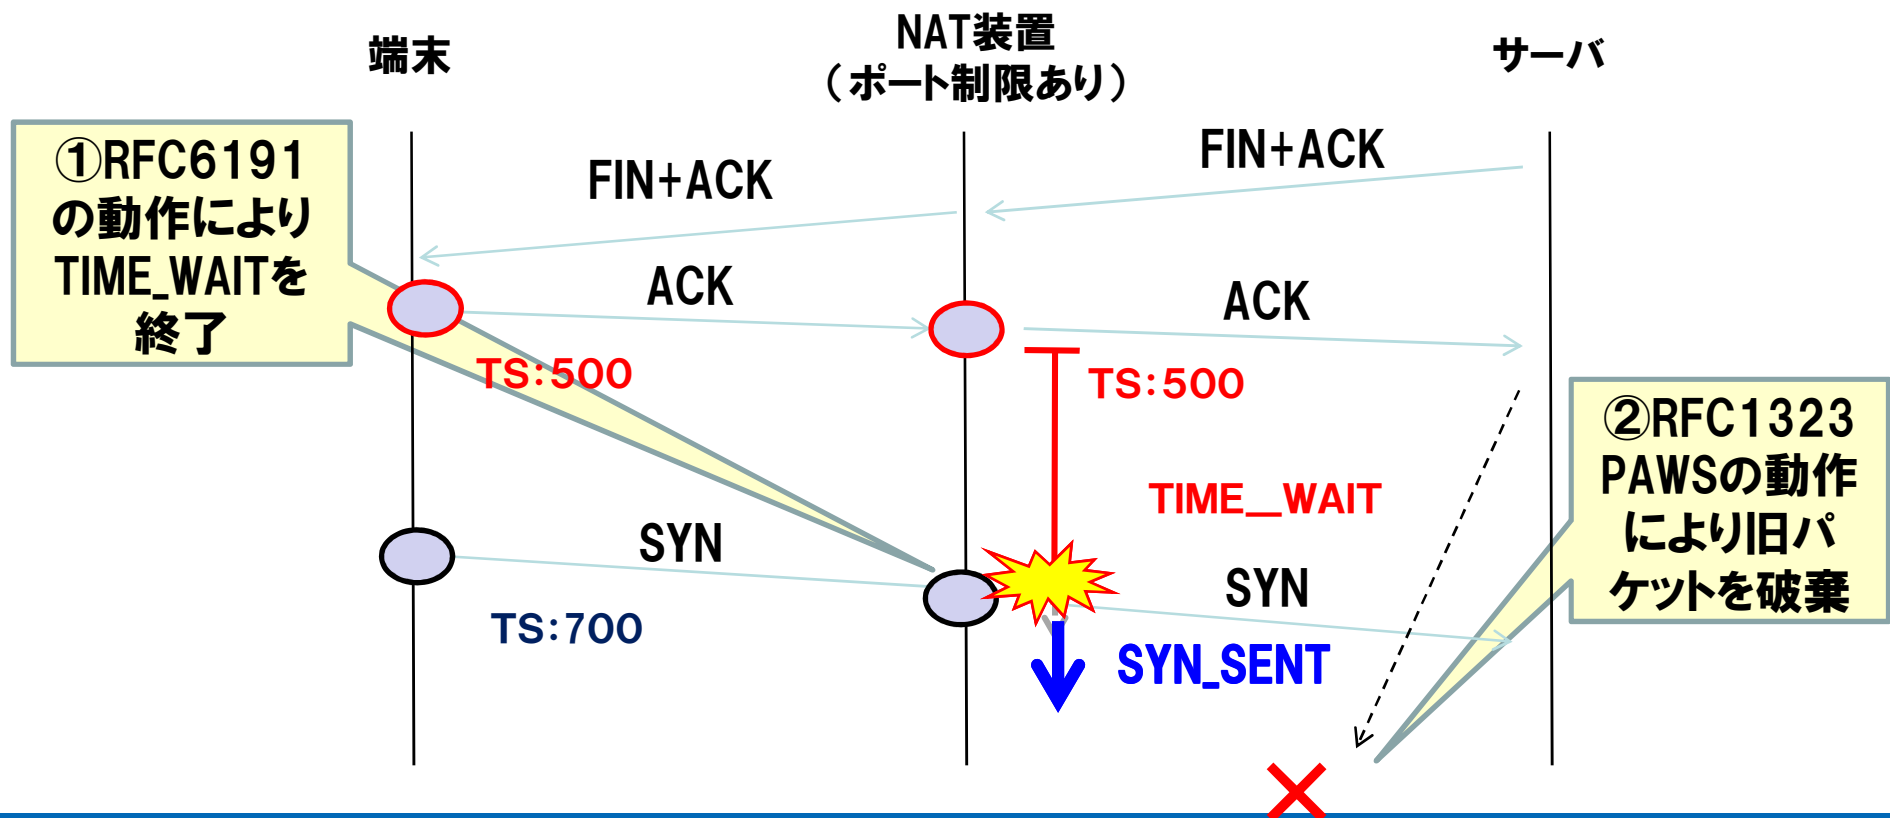 端末
NAT装置
（ポート制限あり）
サーバ
①RFC6191
の動作により
TIME_WAITを
終了
FIN+ACK
FIN+ACK
ACK
ACK
TS:500
TS:500
②RFC1323
PAWSの動作
により旧パ
ケットを破棄
TIME＿WAIT
SYN
SYN
TS:700
SYN_SENT